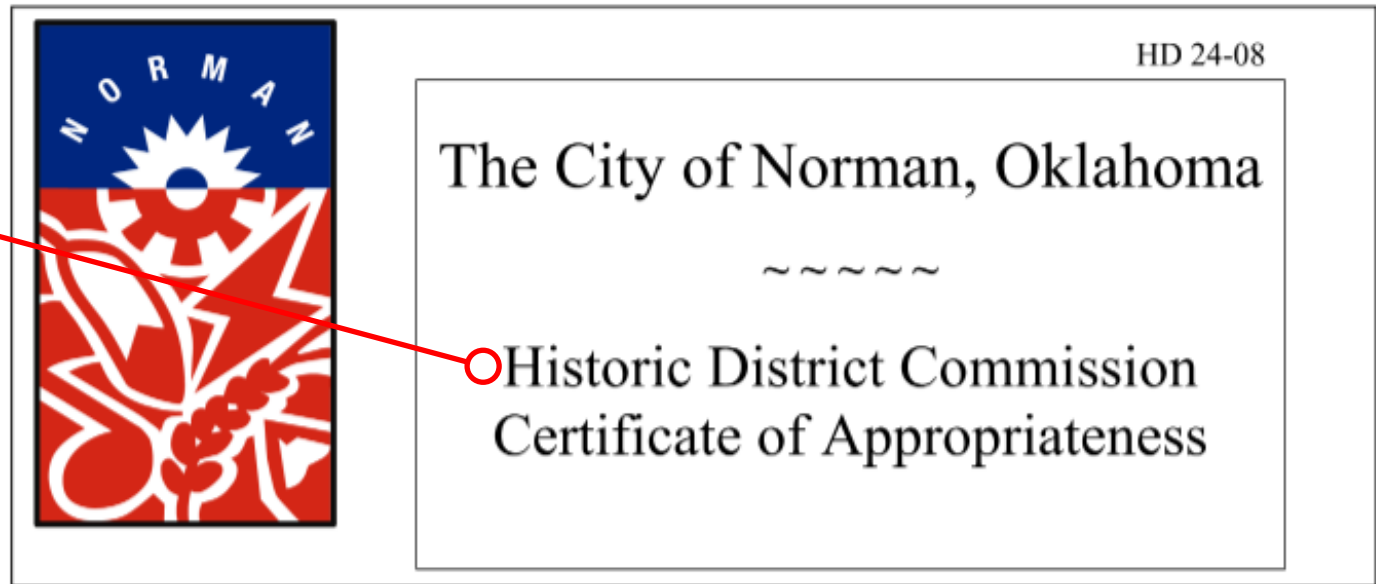 NORMAN
HD 24-08
The City of Norman, Oklahoma
~~~~~
Historic District Commission
Certificate of Appropriateness